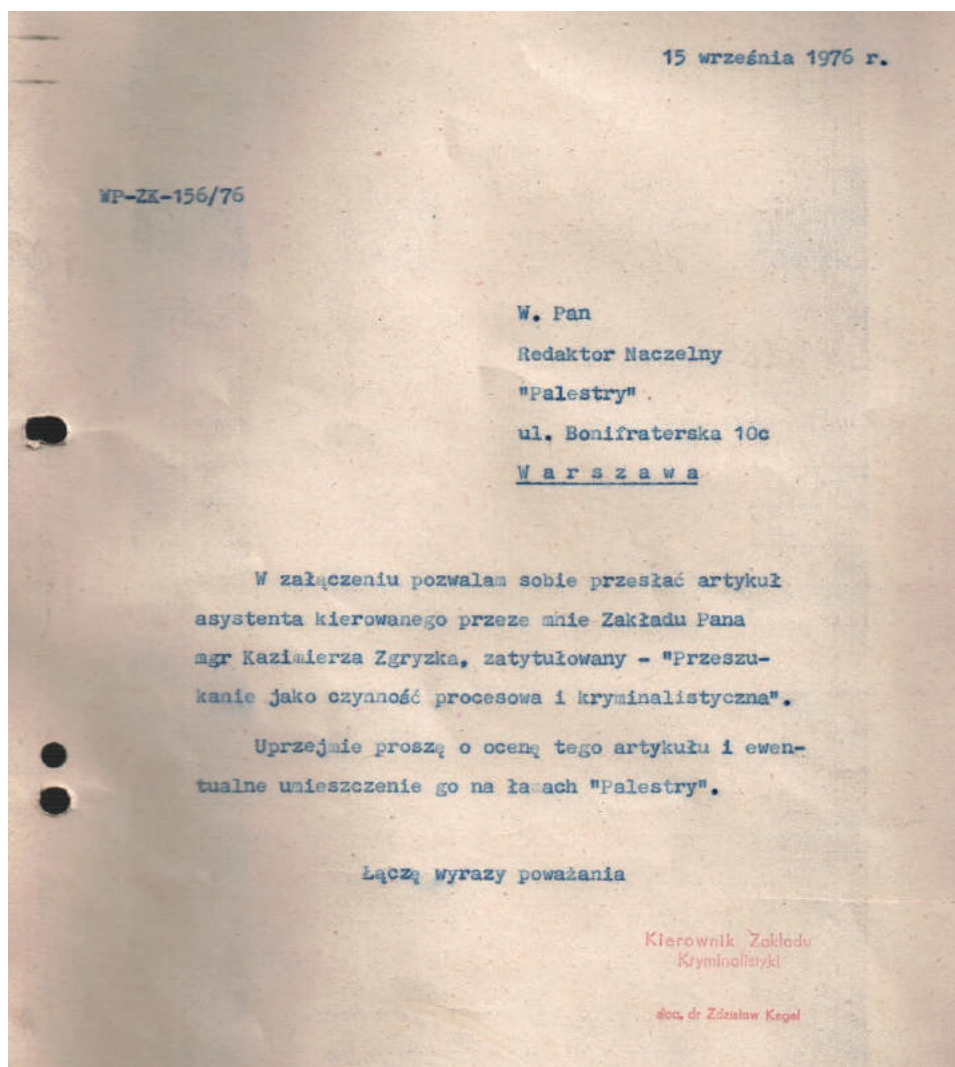 15 września 1976 r.
WP-ZK-156/76
W. Pan
Redaktor Naczelny
"Palestry"
ul. Bonifraterska 10c
W a r s z a w a
W załączeniu pozwalam sobie przesłać artykuł
asystenta kierowanego przeze mnie Zakładu Pana
mgr Kazimierza Zgryzka, zatytułowany - "Przeszu-
kanie jako czynność procesowa i kryminalistyczna".
Uprzejmie proszę o ocenę tego artykułu i ewen-
tualne umieszczenie go na łamach "Palestry".
Łączę wyrazy poważania
Kierownik Zakładu
Kryminalistyki
doc. dr Zdzisław Kegel